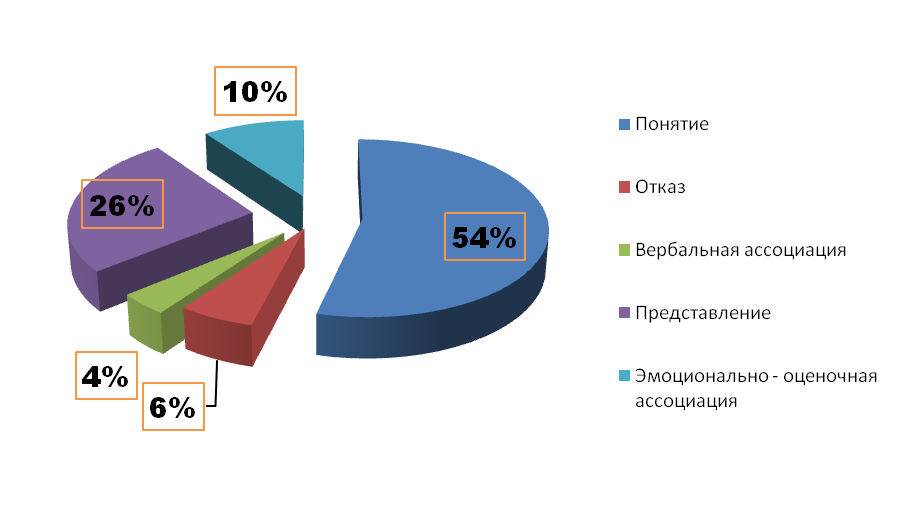 10%
26%
54%
4%
6%
Понятие
Отказ
Вербальная ассоциация
Представление
Эмоционально - оценочная
ассоциация